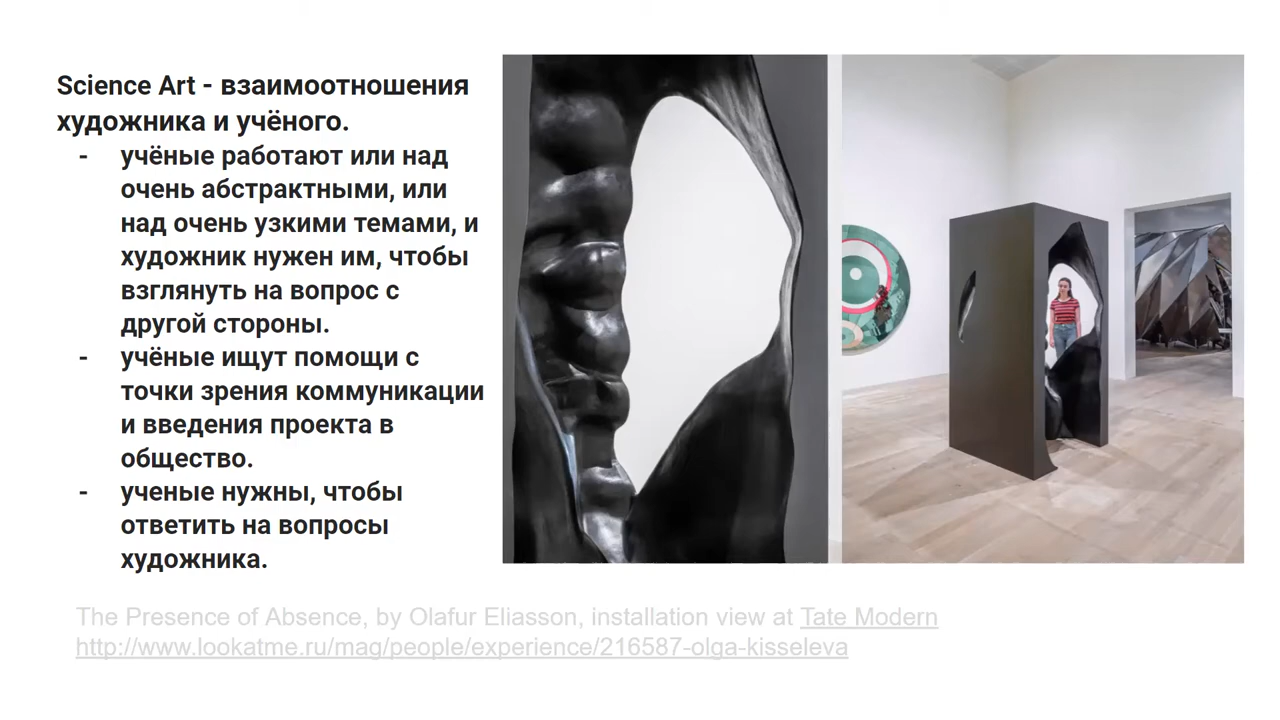 Science Art - взаимоотношения
художника и учёного.
- учёные работают или над
очень абстрактными, или
над очень узкими темами, и
художник нужен им, чтобы
взглянуть на вопрос с
другой стороны.
- учёные ищут помощи с
точки зрения коммуникации
и введения проекта в
общество.
- ученые нужны, чтобы
ответить на вопросы
художника.
The Presence of Absence, by Olafur Eliasson, installation view at Tate Modern
http://www.lookatme.ru/mag/people/experience/216587-olga-kisseleva